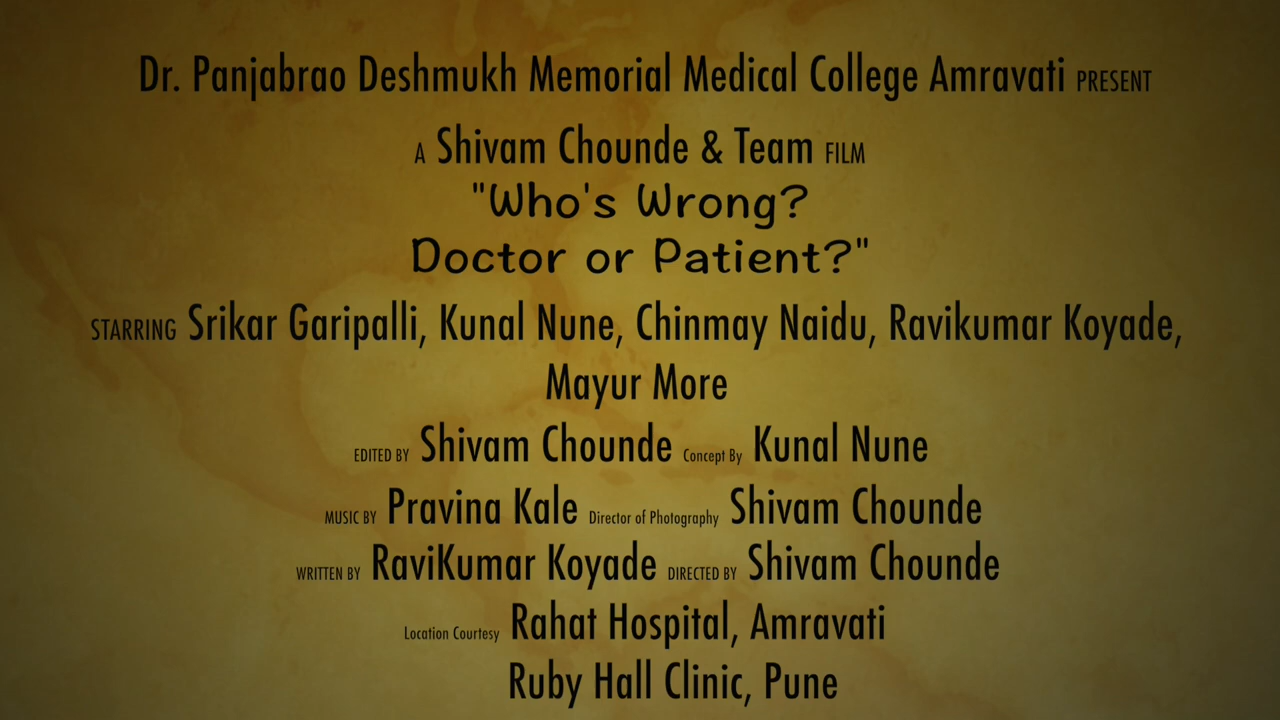 Dr. Panjabrao Deshmukh Memorial Medical College Amravati PRESENT
A Shivam Chounde & Team FILM
"Who's Wrong?
Doctor or Patient?"
STARRING Srikar Garipalli, Kunal Nune, Chinmay Naidu, Ravikumar Koyade,
Mayur More
EDITED BY Shivam Chounde Concept By Kunal Nune
MUSIC BY Pravina Kale Director of Photography Shivam Chounde
WRITTEN BY RaviKumar Koyade DIRECTED BY Shivam Chounde
Location Courtesy Rahat Hospital, Amravati
Ruby Hall Clinic, Pune